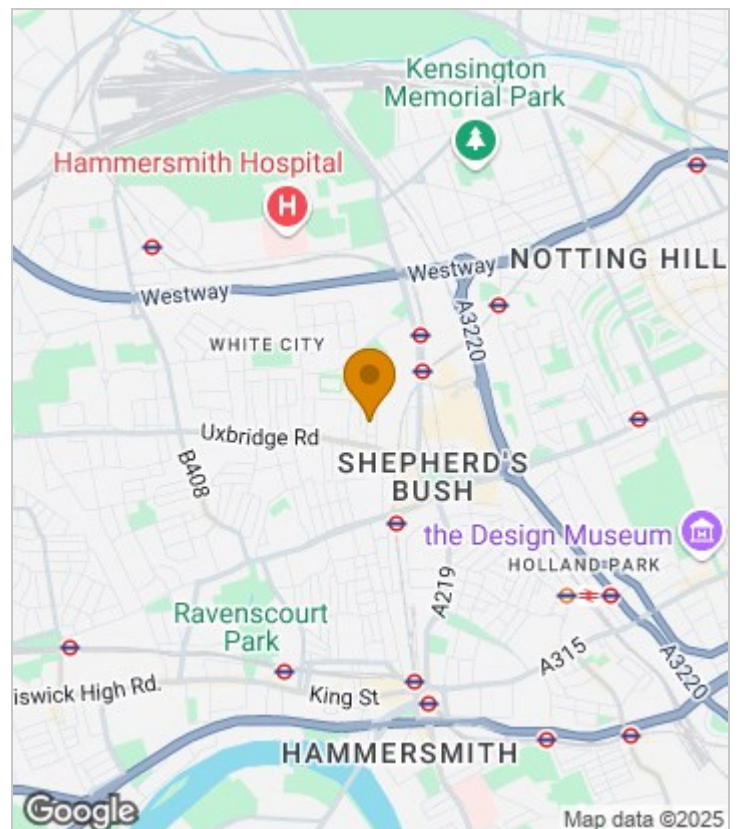 Kensington
Memorial Park
Hammersmith Hospital
H
Westway
NOTTING HILL
Westway
A3220
WHITE CITY
Uxbridge Rd
B408
SHEPHERD'S
BUSH
the Design Museum
HOLLAND PARK
A219
Ravenscourt
Park
A315
A3220
iswick High Rd.
King St
HAMMERSMITH
Google
Map data ©2025